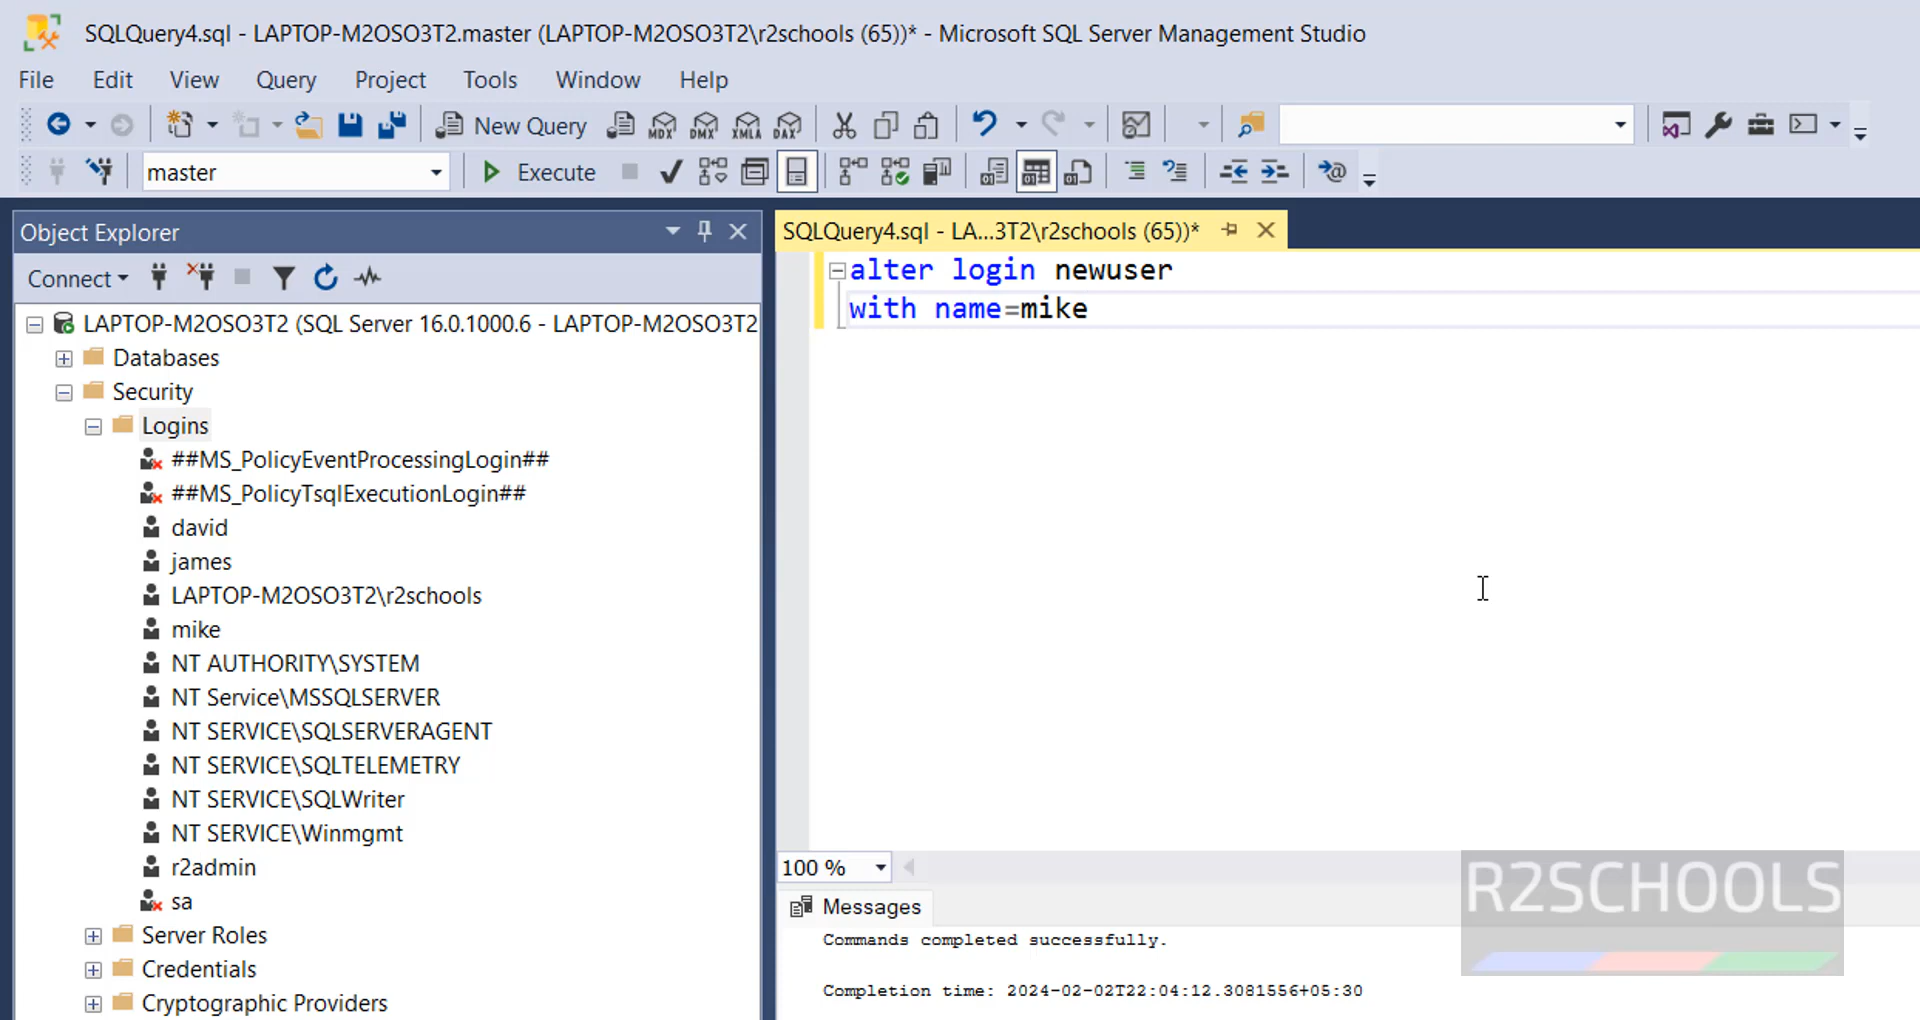 SQLQuery4.sql - LAPTOP-M2OSO3T2.master (LAPTOP-M2OSO3T2\r2schools (65))* - Microsoft SQL Server Management Studio
File Edit View Query Project Tools Window Help
New Query MDX DMX XMLA DAX
master Execute
Object Explorer
Connect
LAPTOP-M2OSO3T2 (SQL Server 16.0.1000.6 - LAPTOP-M2OSO3T2
Databases
Security
Logins
##MS_PolicyEventProcessingLogin##
##MS_PolicyTsqlExecutionLogin##
david
james
LAPTOP-M2OSO3T2\r2schools
mike
NT AUTHORITY\SYSTEM
NT Service\MSSQLSERVER
NT SERVICE\SQLSERVERAGENT
NT SERVICE\SQLTELEMETRY
NT SERVICE\SQLWriter
NT SERVICE\Winmgmt
r2admin
sa
Server Roles
Credentials
Cryptographic Providers
SQLQuery4.sql - LA...3T2\r2schools (65))*
alter login newuser
with name=mike
100 %
Messages
Commands completed successfully.
Completion time: 2024-02-02T22:04:12.3081556+05:30
R2SCHOOLS